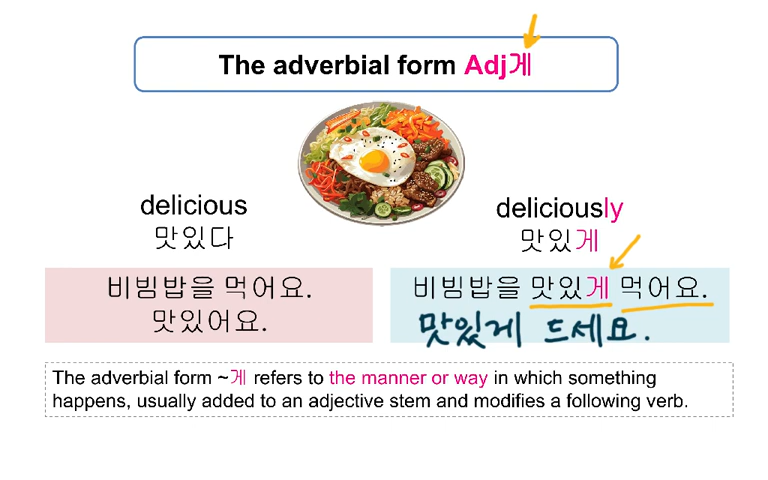 The adverbial form Adj게
delicious
맛있다
deliciously
맛있게
비빔밥을 먹어요.
맛있어요.
비빔밥을 맛있게 먹어요.
맛있게 드세요.
The adverbial form ~게 refers to the manner or way in which something
happens, usually added to an adjective stem and modifies a following verb.